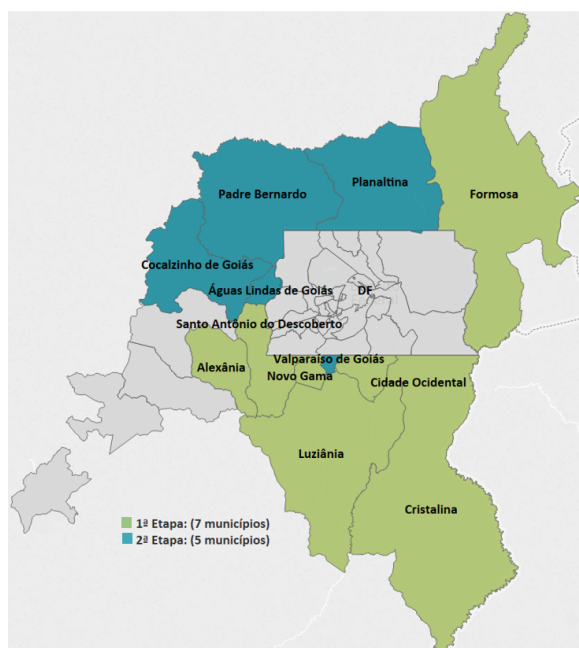 Planaltina
Padre Bernardo
Formosa
Cocalzinho de Goiás
Águas Lindas de Goiás
DF
Santo Antônio do Descoberto
Valparaíso de Goiás
Alexânia
Novo Gama
Cidade Ocidental
Luziânia
Cristalina
1ª Etapa: (7 municípios)
2ª Etapa: (5 municípios)